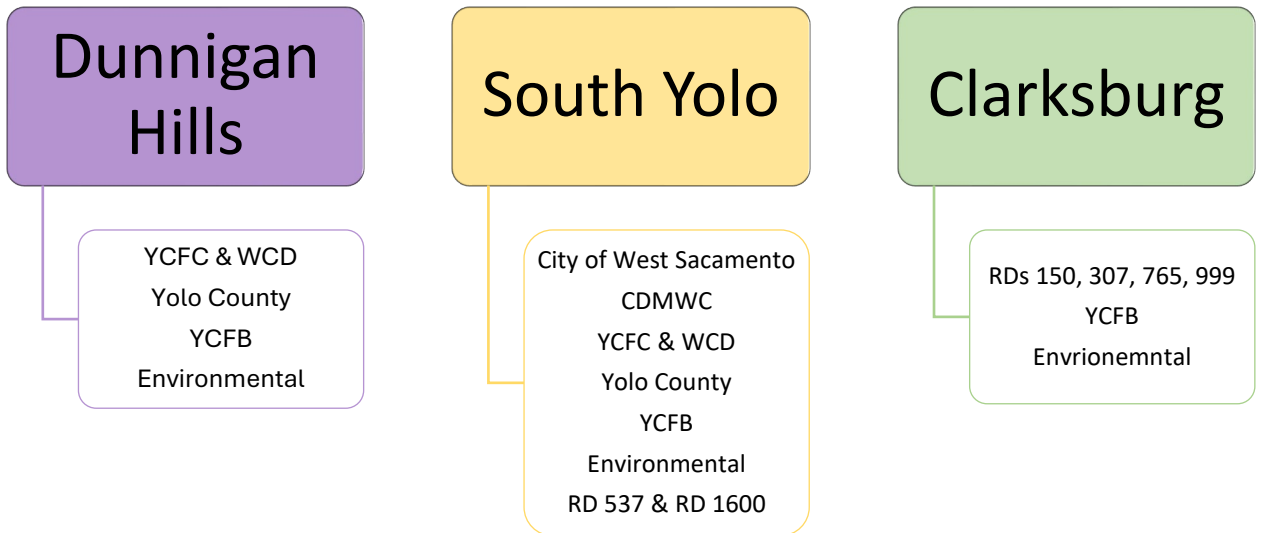 Dunnigan
Hills
YCFC & WCD
Yolo County
YCFB
Environmental
South Yolo
City of West Sacamento
CDMWC
YCFC & WCD
Yolo County
YCFB
Environmental
RD 537 & RD 1600
Clarksburg
RDs 150, 307, 765, 999
YCFB
Envrionemntal